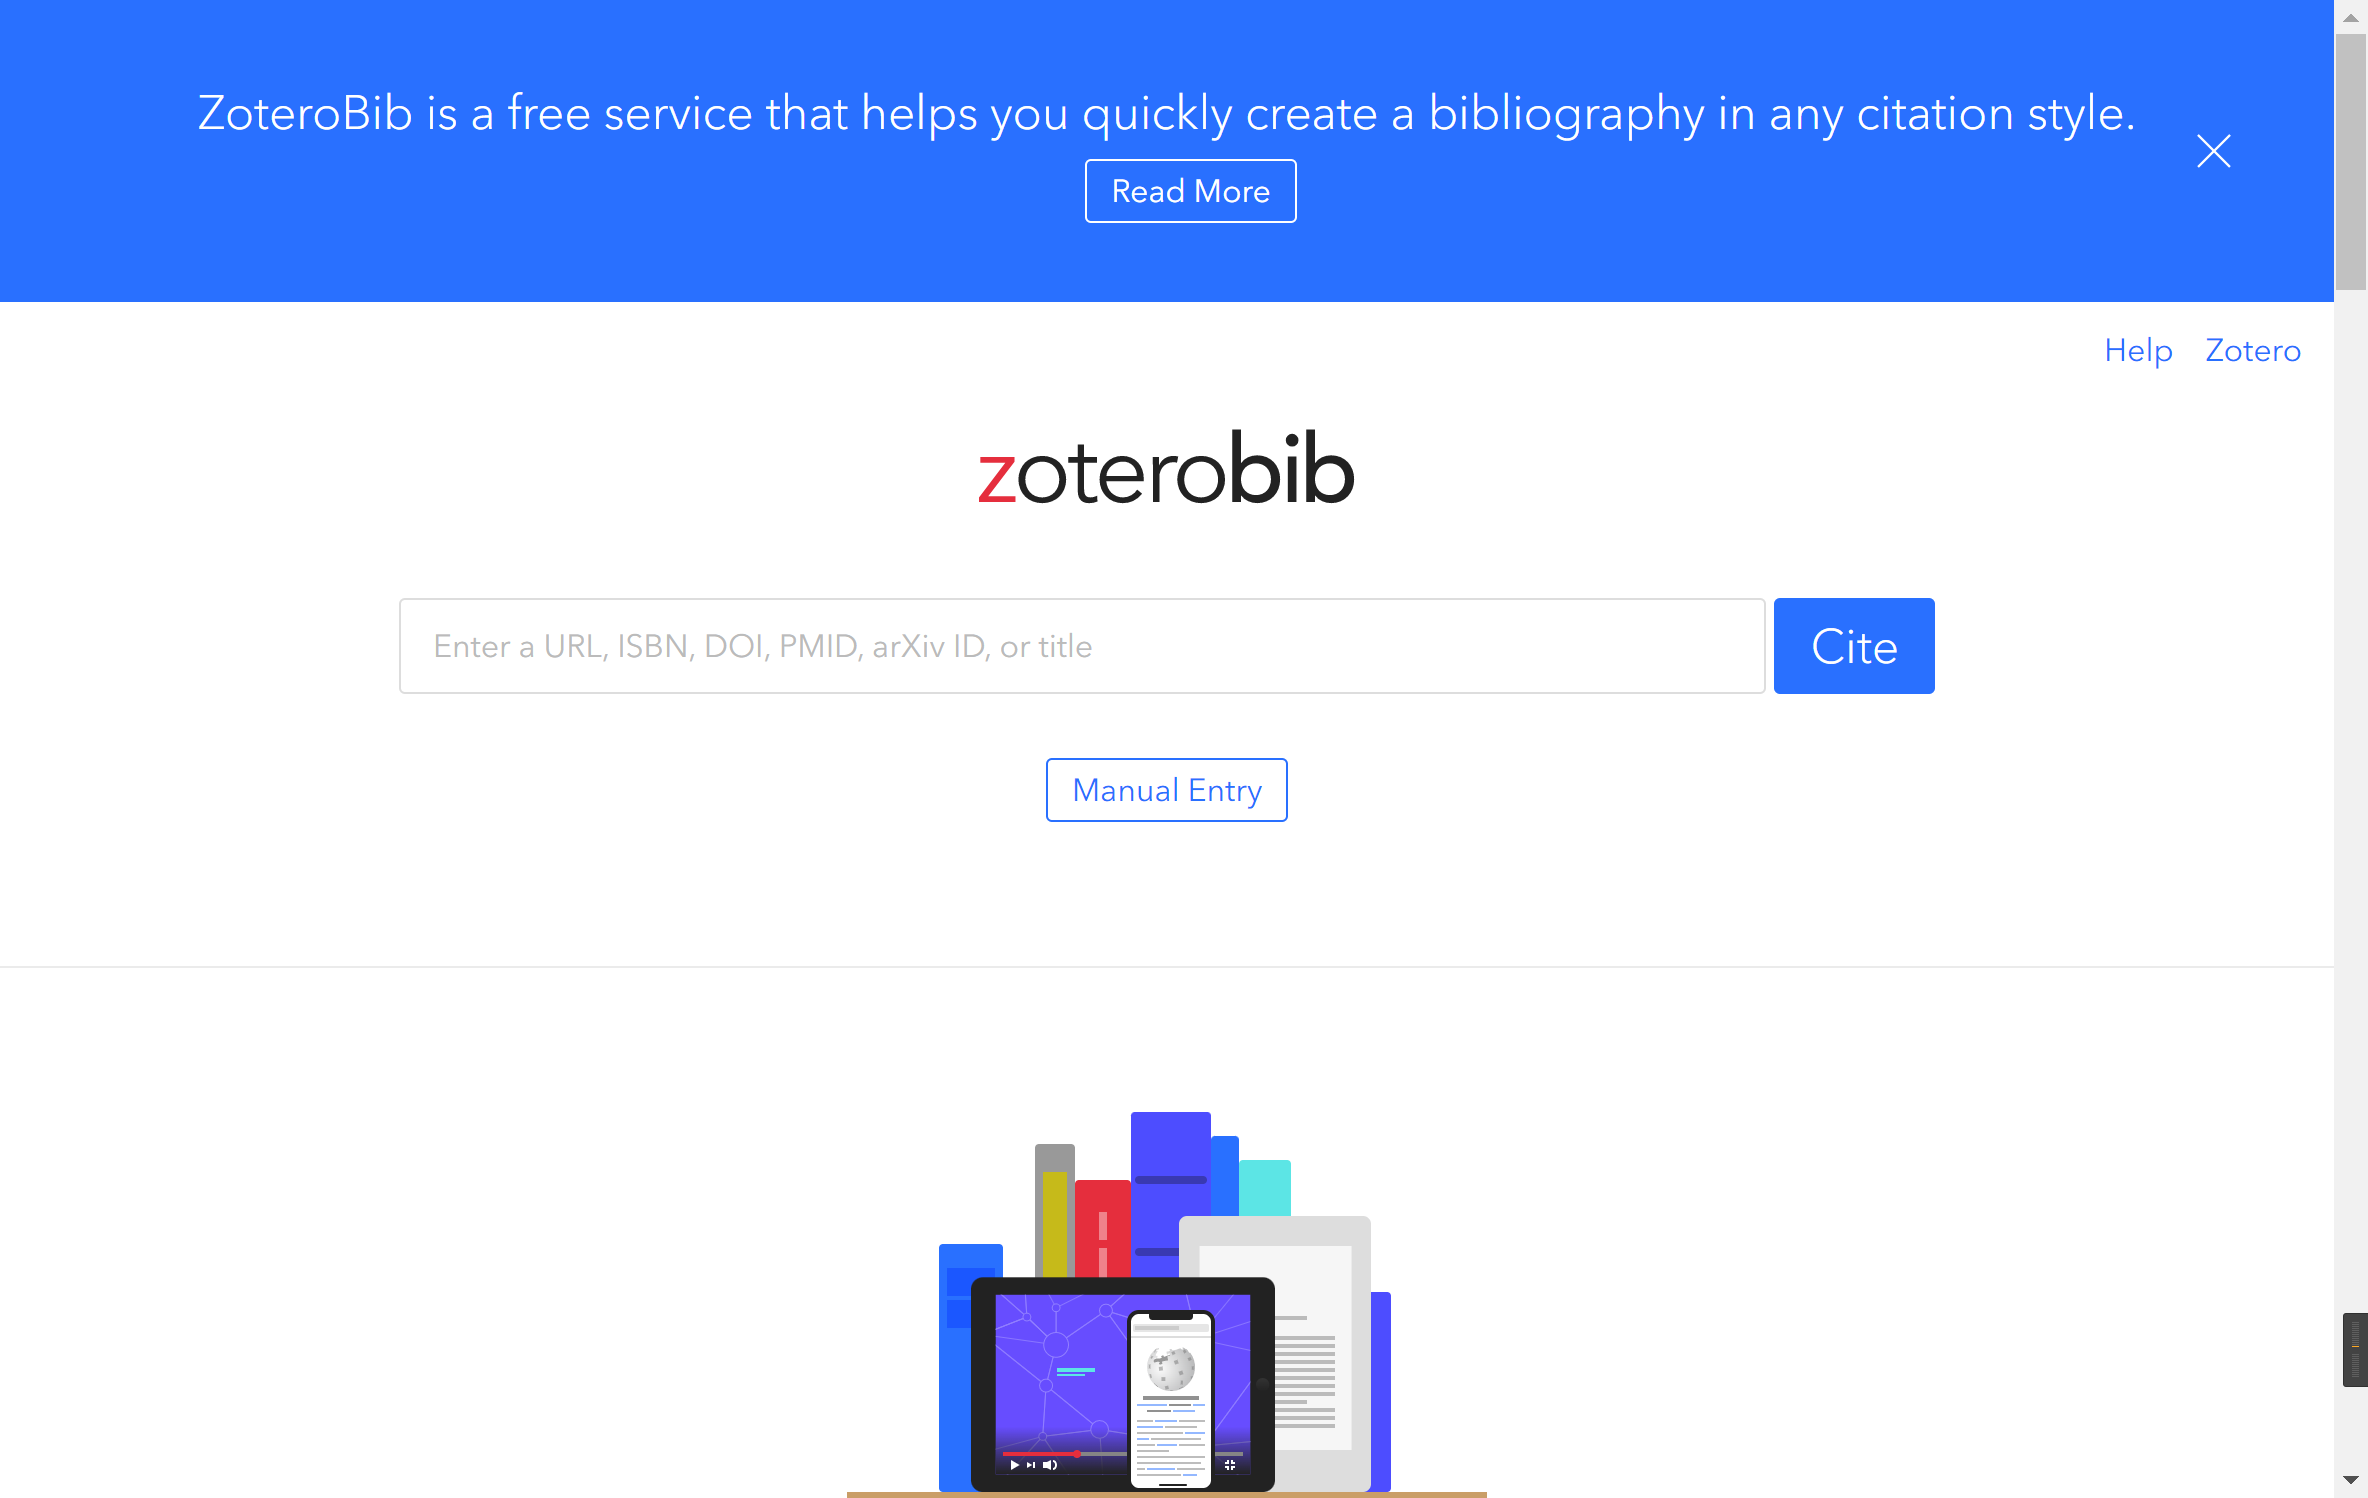 ZoteroBib is a free service that helps you quickly create a bibliography in any citation style.
Read More
Help Zotero
zoterobib
Enter a URL, ISBN, DOI, PMID, arXiv ID, or title
Cite
Manual Entry